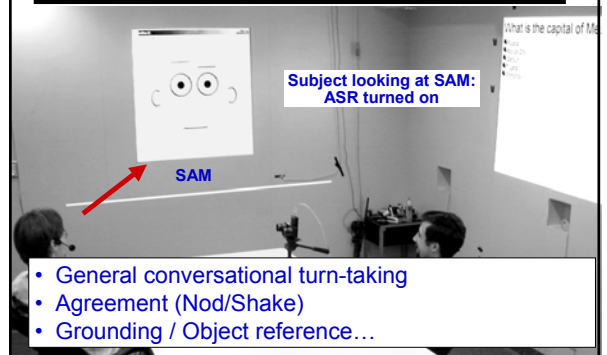 What is the capital of Me
Subject looking at SAM:
ASR turned on
SAM
• General conversational turn-taking
• Agreement (Nod/Shake)
• Grounding / Object reference…